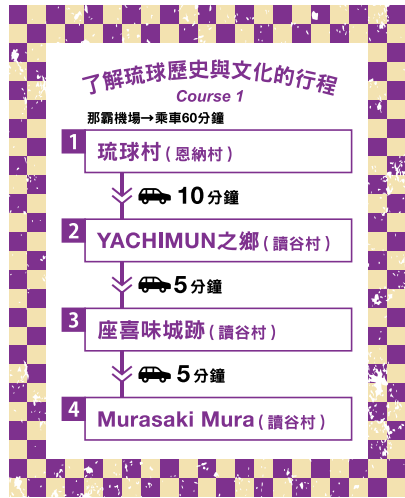 了解琉球歷史與文化的行程
Course 1
那霸機場→乘車60分鐘
1 琉球村(恩納村)
10分鐘
2 YACHIMUN之鄉(讀谷村)
5分鐘
3 座喜味城跡(讀谷村)
5分鐘
4 Murasaki Mura(讀谷村)